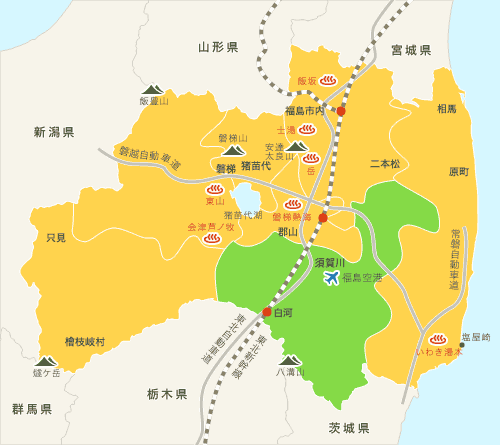 山形県
宮城県
飯坂
飯豊山
福島市内
相馬
新潟県
土湯
磐梯山
安達
太良山
磐越自動車道
磐梯
猪苗代
岳
二本松
原町
東山
猪苗代湖
磐梯熱海
会津芦ノ牧
只見
郡山
常磐自動車道
須賀川
福島空港
白河
東北自動車道
東北新幹線
塩屋崎
檜枝岐村
いわき湯本
燧ケ岳
八溝山
栃木県
群馬県
茨城県